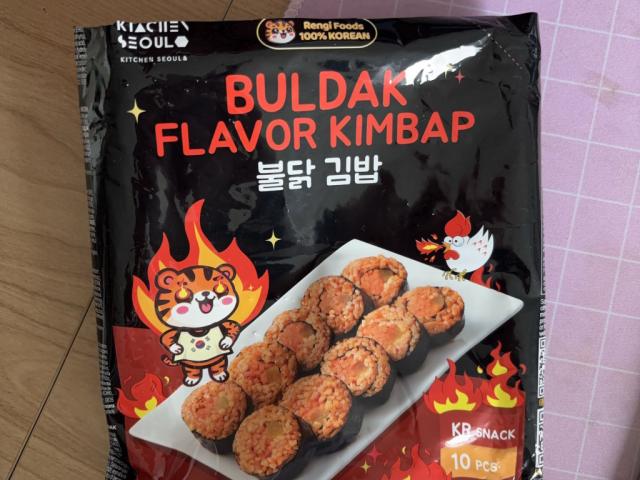 KITCHEN
SEOUL
KITCHEN SEOUL&
Rengi Foods
100% KOREAN
BULDAK
FLAVOR KIMBAP
불닭 김밥
KR SNACK
10 PCS